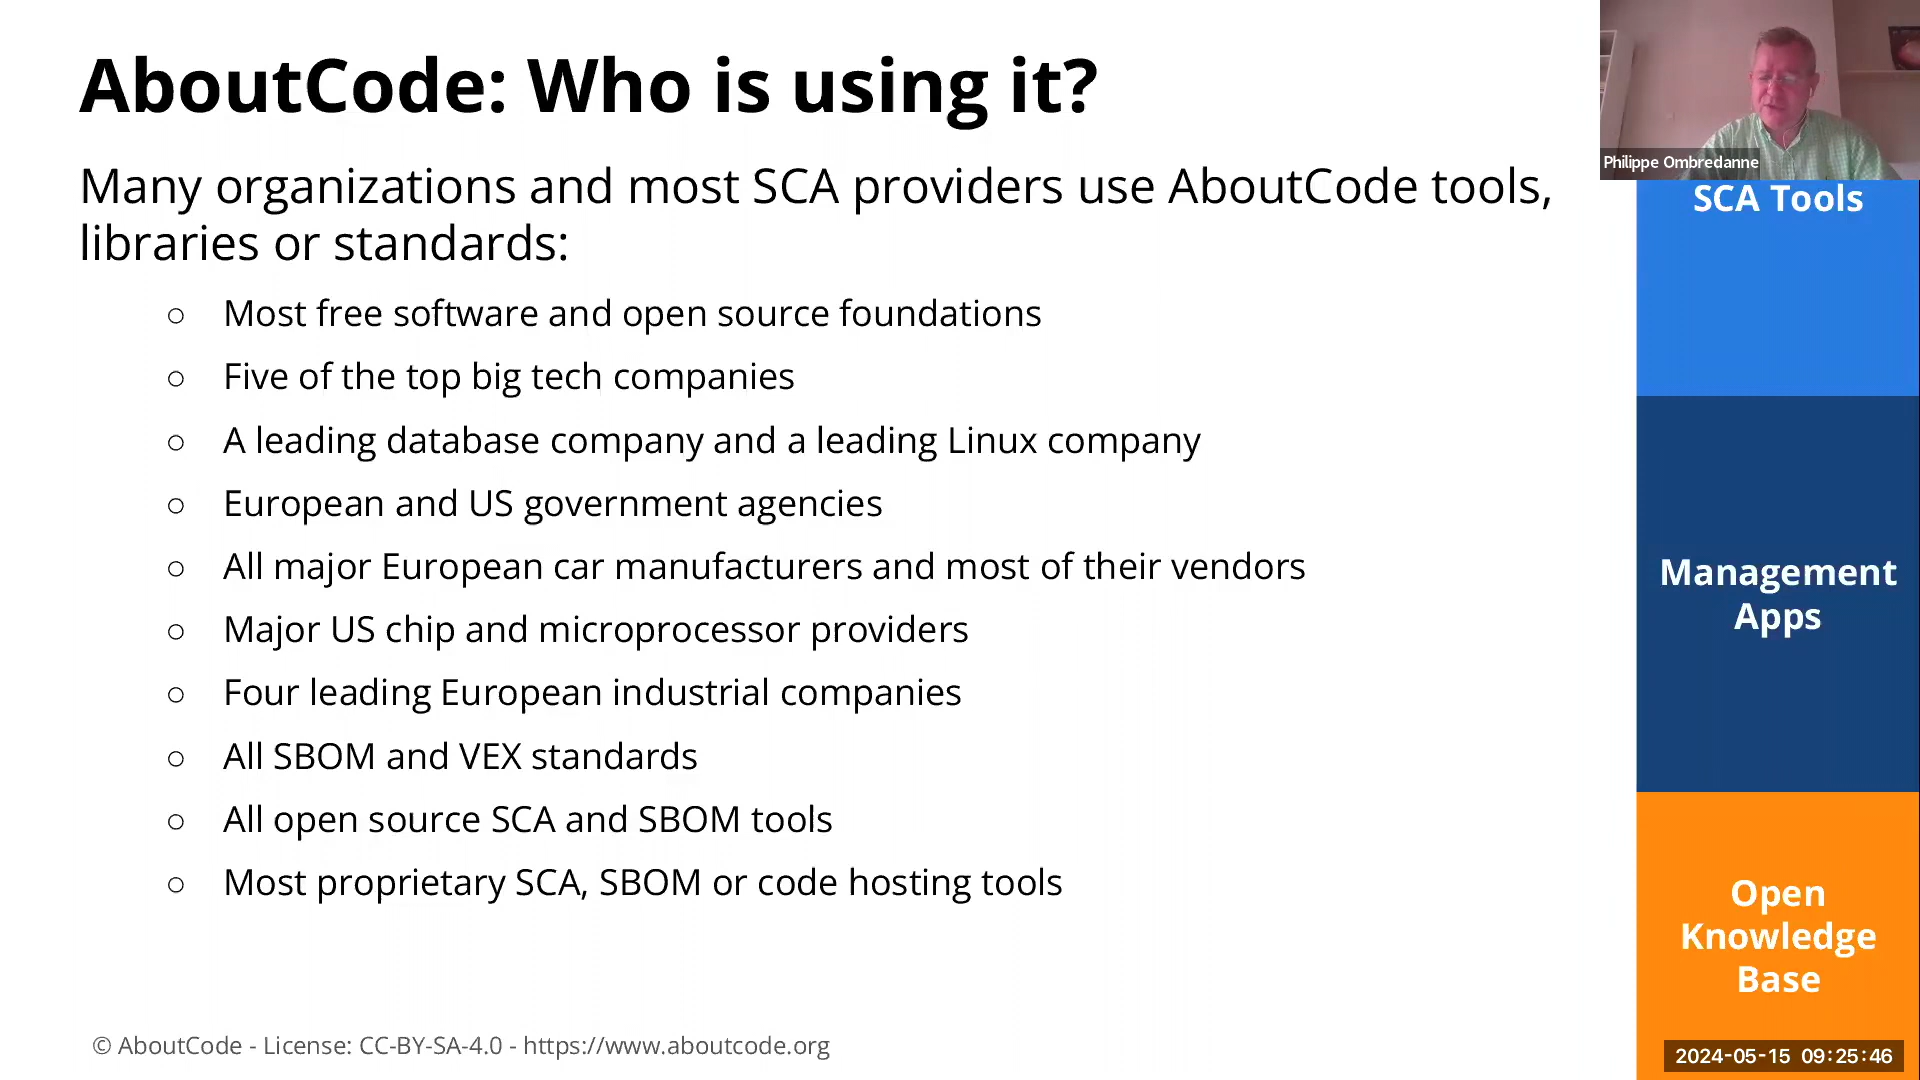 AboutCode: Who is using it?
Many organizations and most SCA providers use AboutCode tools,
libraries or standards:
○ Most free software and open source foundations
○ Five of the top big tech companies
○ A leading database company and a leading Linux company
○ European and US government agencies
○ All major European car manufacturers and most of their vendors
○ Major US chip and microprocessor providers
○ Four leading European industrial companies
○ All SBOM and VEX standards
○ All open source SCA and SBOM tools
○ Most proprietary SCA, SBOM or code hosting tools
© AboutCode - License: CC-BY-SA-4.0 - https://www.aboutcode.org
Philippe Ombredanne
SCA Tools
Management
Apps
Open
Knowledge
Base
2024-05-15 09:25:46